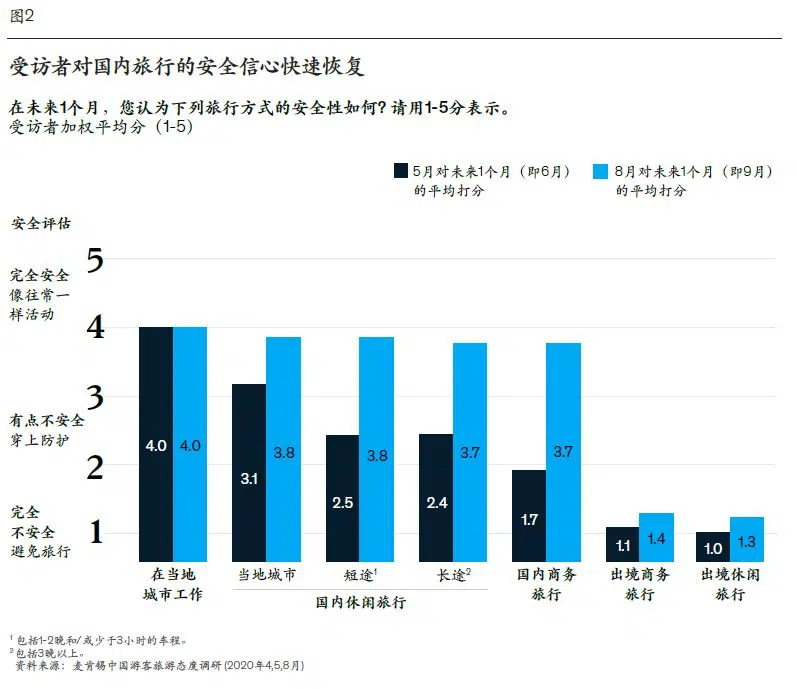 图2
受访者对国内旅行的安全信心快速恢复
在未来1个月，您认为下列旅行方式的安全性如何？请用1-5分表示。
受访者加权平均分（1-5）
5月对未来1个月（即6月）
的平均打分
8月对未来1个月（即9月）
的平均打分
安全评估
5
完全安全
像往常一
样活动
4
3
有点不安全
穿上防护
2
完全
不安全
避免旅行
1
4.0 4.0
3.1 3.8
2.5 3.8
2.4 3.7
1.7 3.7
1.1 1.4
1.0 1.3
在当地
城市工作
当地城市
短途1
长途2
国内休闲旅行
国内商务
旅行
出境商务
旅行
出境休闲
旅行
1 包括1-2晚和/或少于3小时的车程。
2 包括3晚以上。
资料来源：麦肯锡中国游客旅游态度调研(2020年4,5,8月)